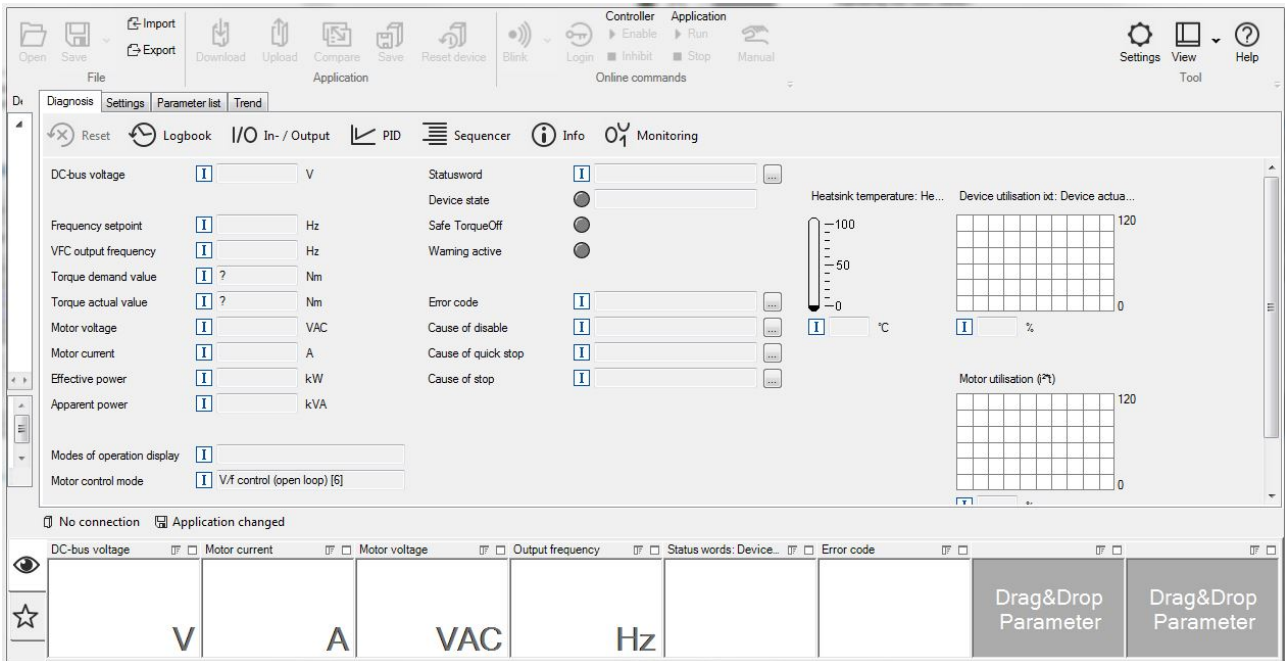 Controller Application
Import
Enable Run
Export
Inhibit Stop
Open Save Download Upload Compare Save Reset device Blink Login Manual Settings View Help
File Application Online commands Tool
Diagnosis Settings Parameter list Trend
Reset Logbook I/O In- / Output PID Sequencer Info Monitoring
DC-bus voltage I V Statusword I ...
Device state Heatsink temperature: He... Device utilisation ixt: Device actua...
Frequency setpoint I Hz Safe TorqueOff 100 120
VFC output frequency I Hz Warning active
50
Torque demand value I ? Nm
Torque actual value I ? Nm Error code I ... 0 0
Motor voltage I VAC Cause of disable I ... I °C I %
Motor current I A Cause of quick stop I ...
Effective power I kW Cause of stop I ... Motor utilisation (i²t)
Apparent power I kVA 120
Modes of operation display I
Motor control mode I V/f control (open loop) [6] 0
No connection Application changed
DC-bus voltage Motor current Motor voltage Output frequency Status words: Device... Error code
Drag&Drop Drag&Drop
Parameter Parameter
V A VAC Hz